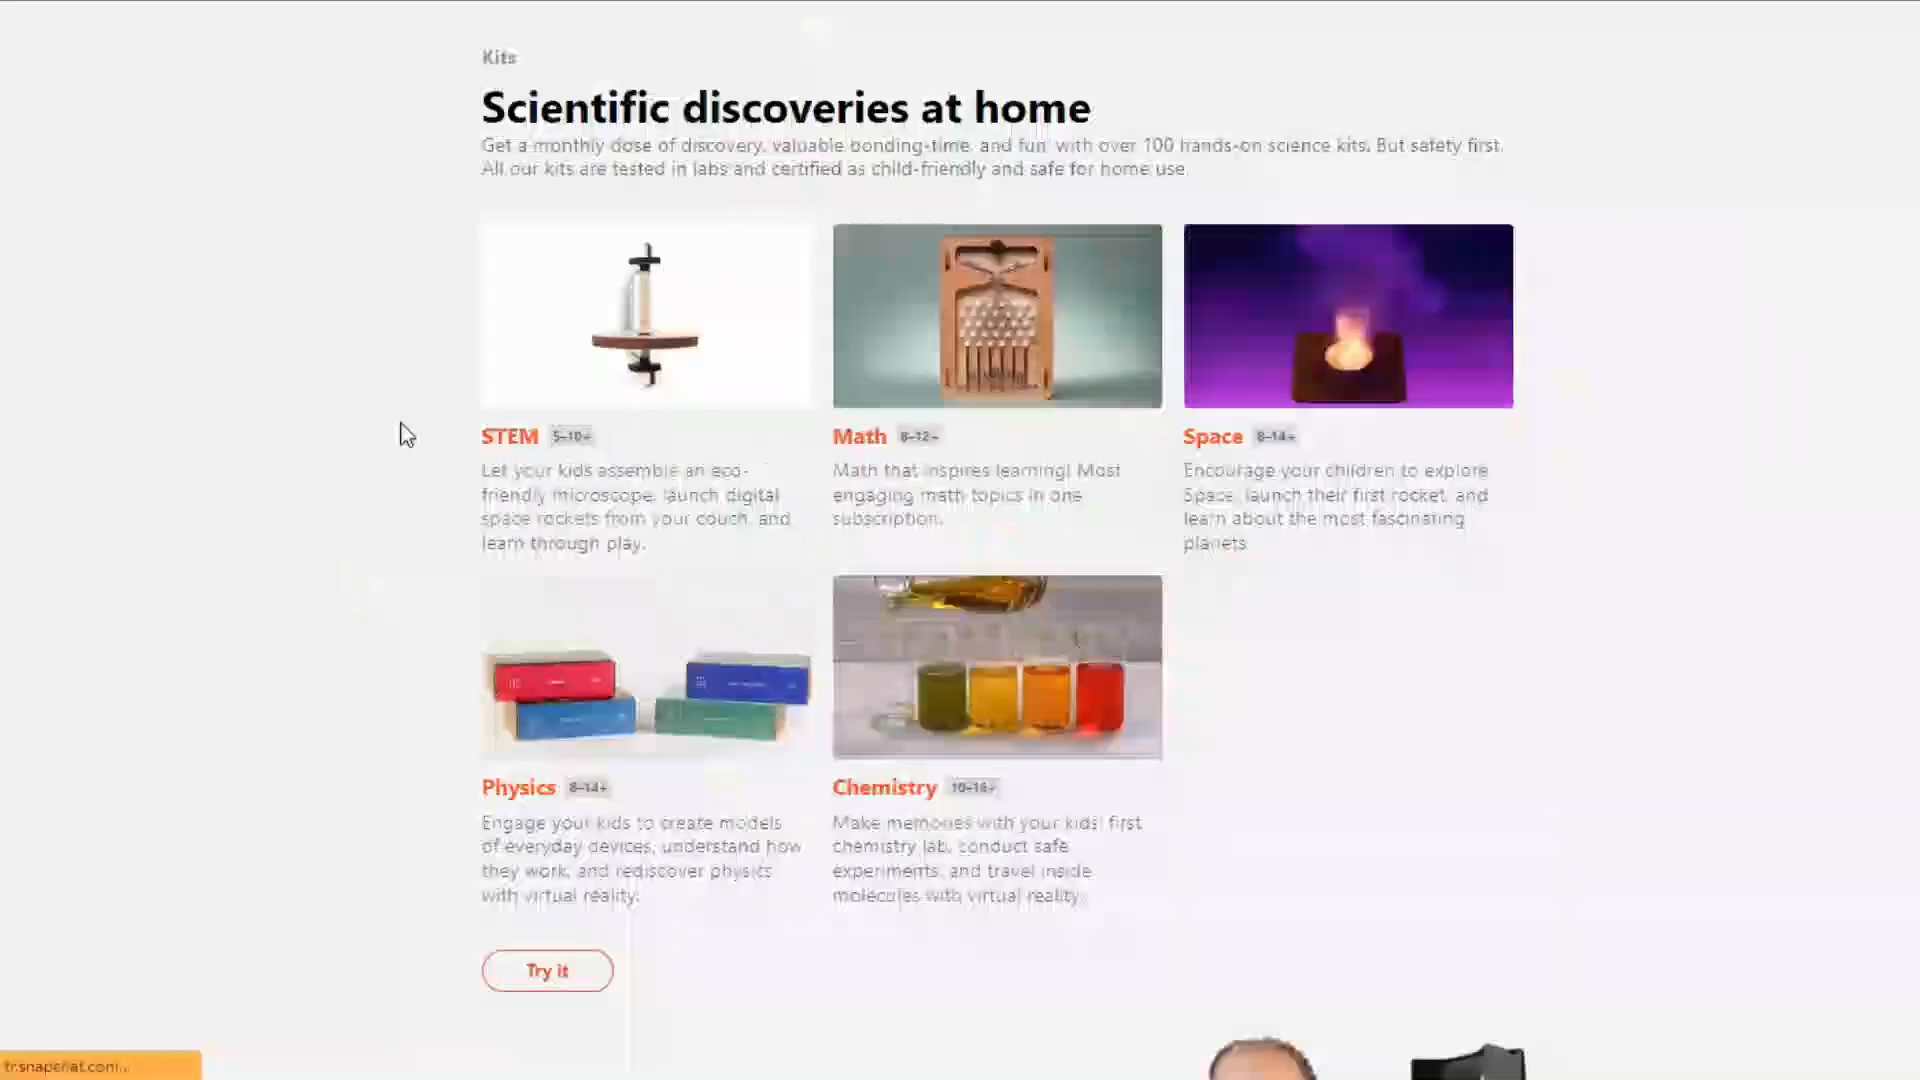 Kits
Scientific discoveries at home
Get a monthly dose of discovery, valuable bonding-time, and fun with over 100 hands-on science kits. But safety first.
All our kits are tested in labs and certified as child-friendly and safe for home use.
STEM 5–10+
Math 8–12+
Space 8–14+
Let your kids assemble an eco-
friendly microscope, launch digital
space rockets from your couch, and
learn through play.
Math that inspires learning! Most
engaging math topics in one
subscription.
Encourage your children to explore
Space, launch their first rocket, and
learn about the most fascinating
planets.
Physics 8–14+
Chemistry 10–16+
Engage your kids to create models
of everyday devices, understand how
they work, and rediscover physics
with virtual reality.
Make memories with your kids' first
chemistry lab, conduct safe
experiments, and travel inside
molecules with virtual reality.
Try it
tr.snapchat.com...